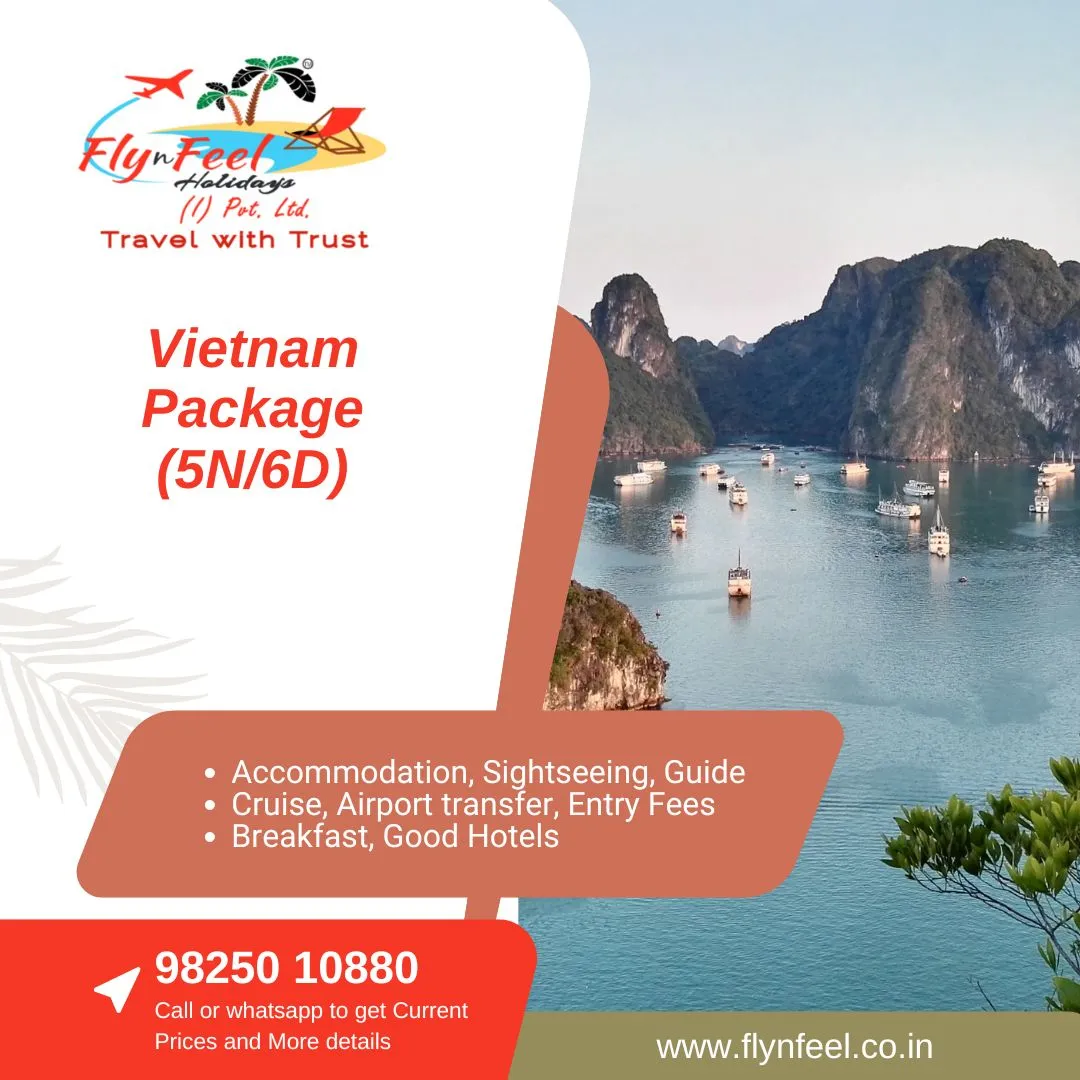 FlynFeel
Holidays
(I) Pvt. Ltd.
Travel with Trust
Vietnam
Package
(5N/6D)
• Accommodation, Sightseeing, Guide
• Cruise, Airport transfer, Entry Fees
• Breakfast, Good Hotels
98250 10880
Call or whatsapp to get Current
Prices and More details
www.flynfeel.co.in